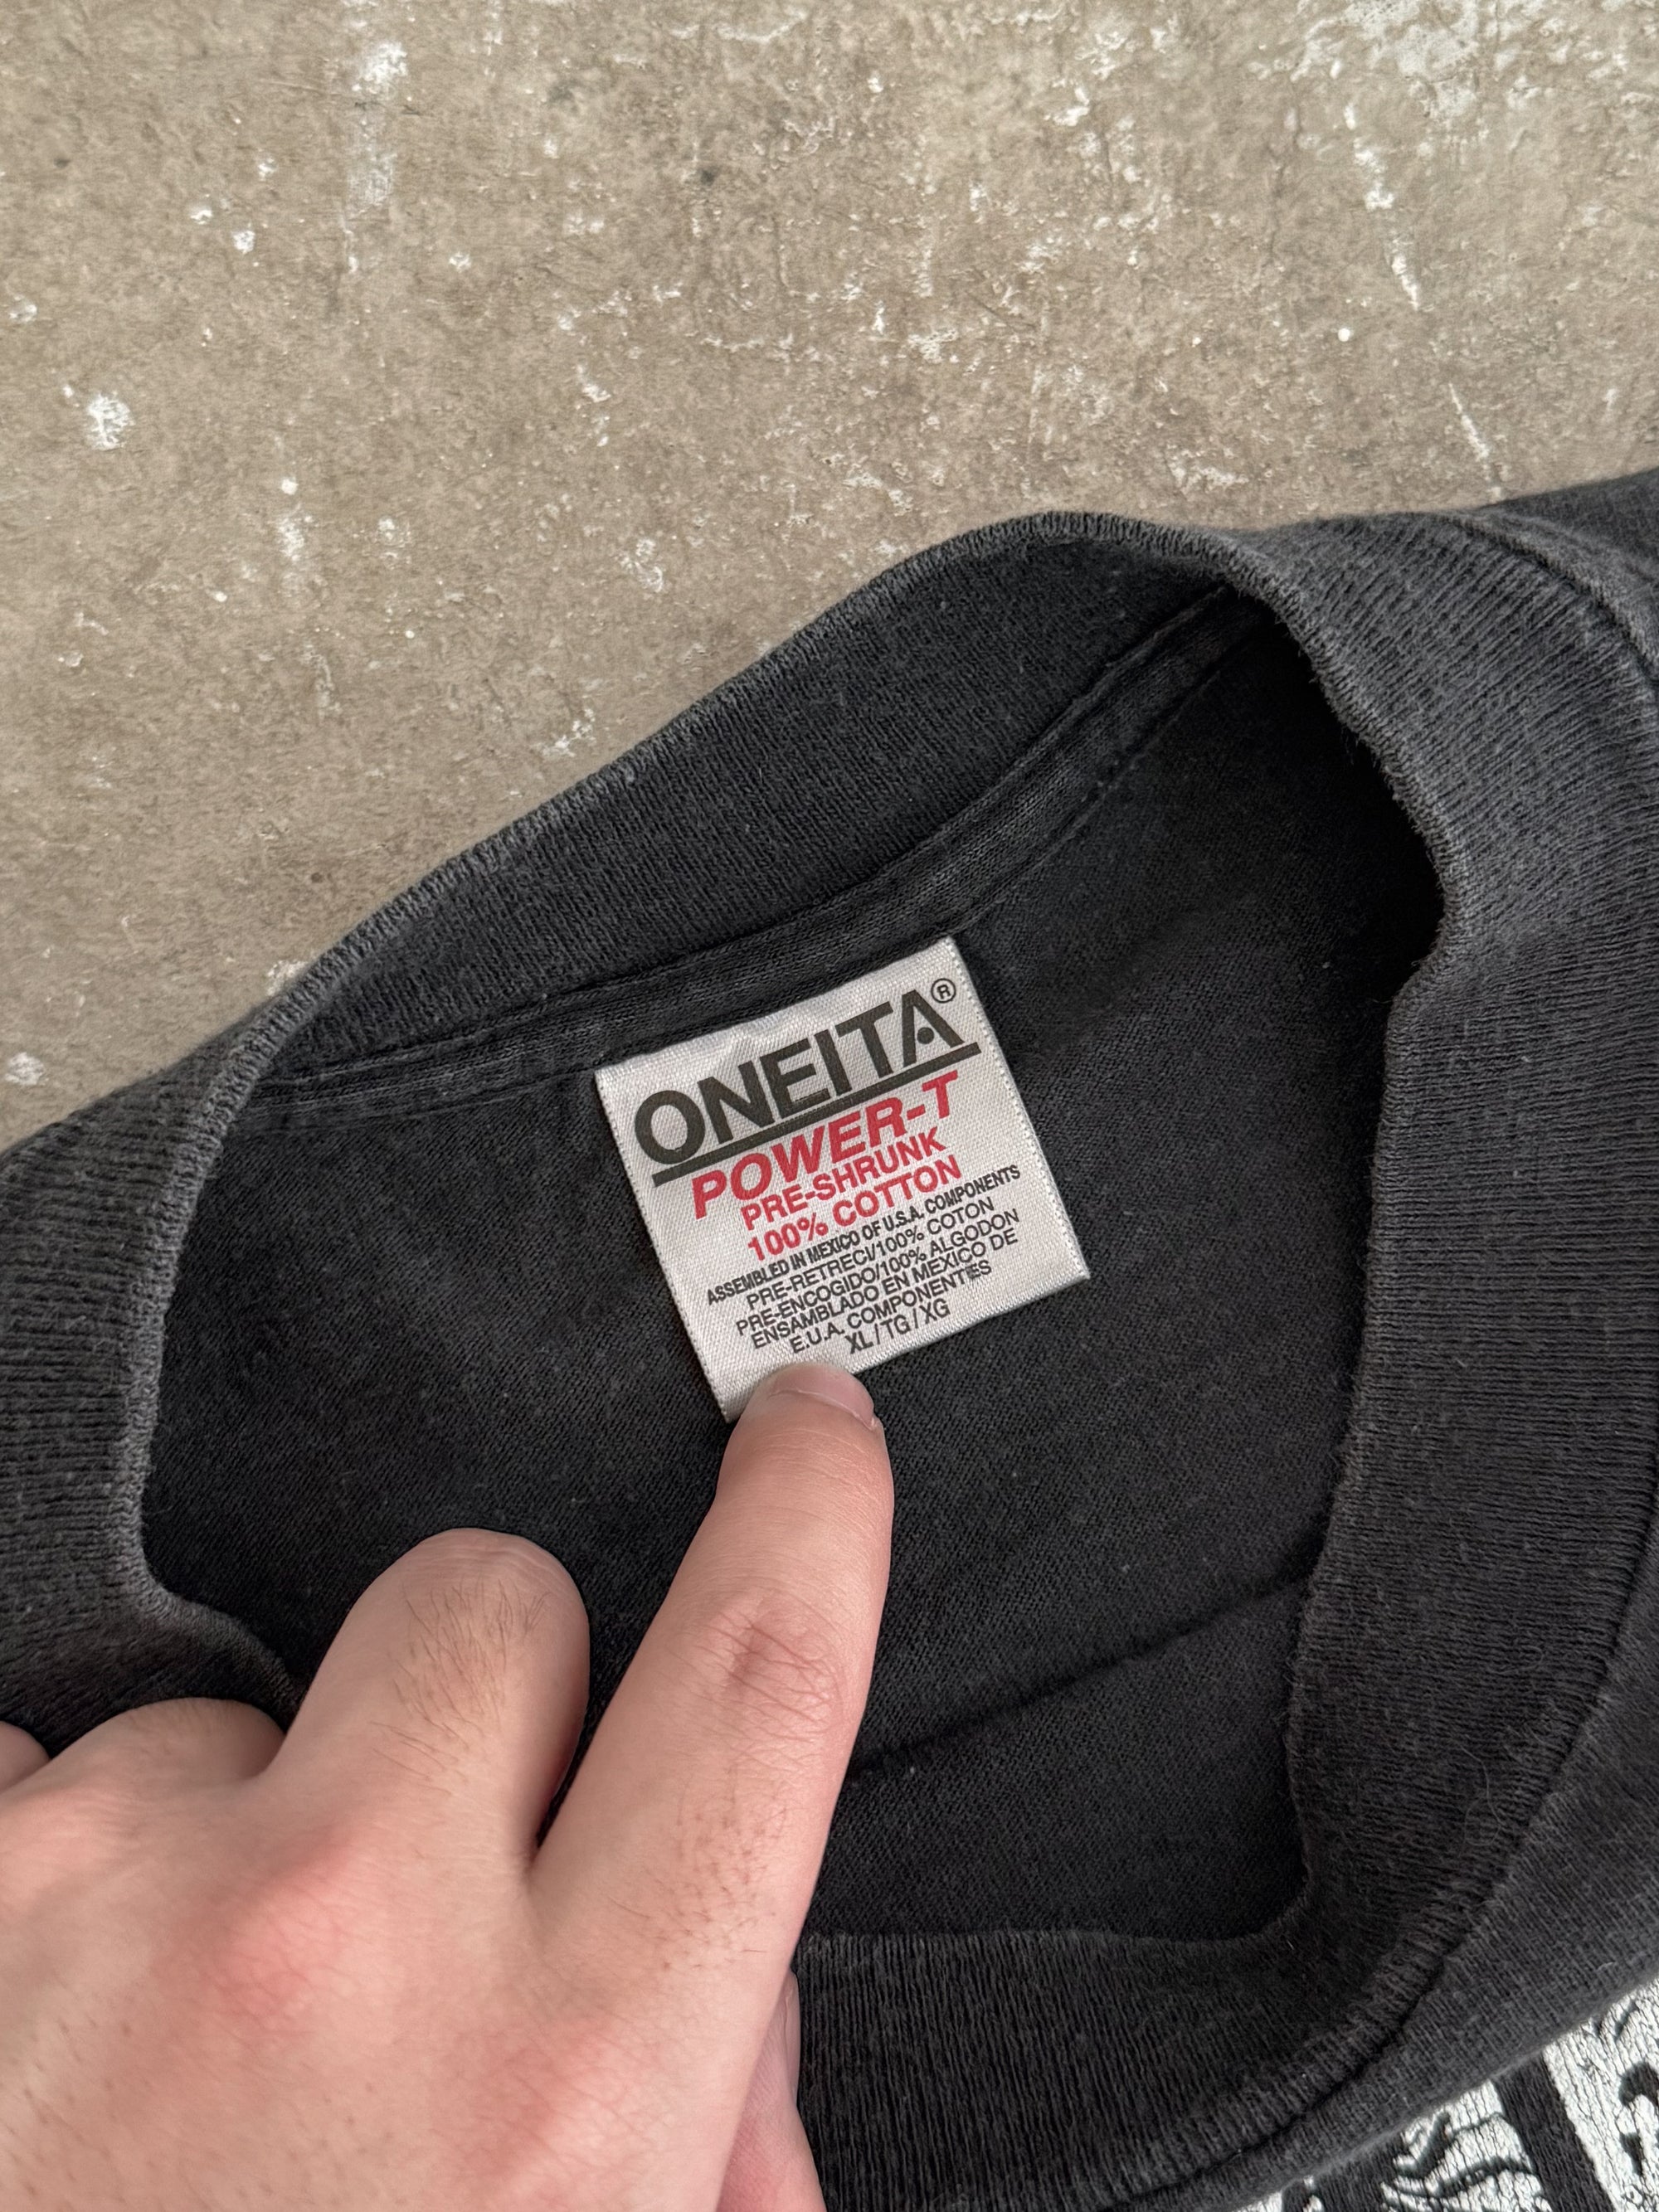 ONEITA®
POWER-T
PRE-SHRUNK
100% COTTON
ASSEMBLED IN MEXICO OF U.S.A. COMPONENTS
PRE-RETRECI/100% COTON
PRE-ENCOGIDO/100% ALGODON
ENSAMBLADO EN MEXICO DE
E.U.A. COMPONENTIES
XL / TG / XG